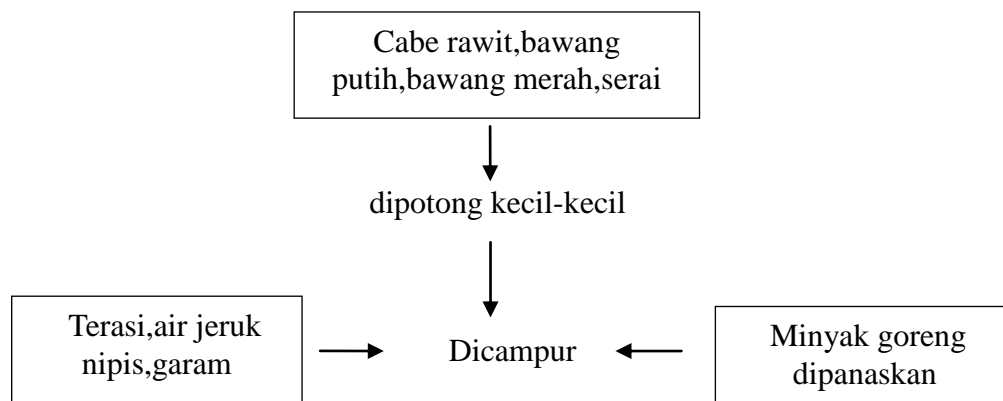 Cabe rawit,bawang
putih,bawang merah,serai
dipotong kecil-kecil
Terasi,air jeruk
nipis,garam
Dicampur
Minyak goreng
dipanaskan